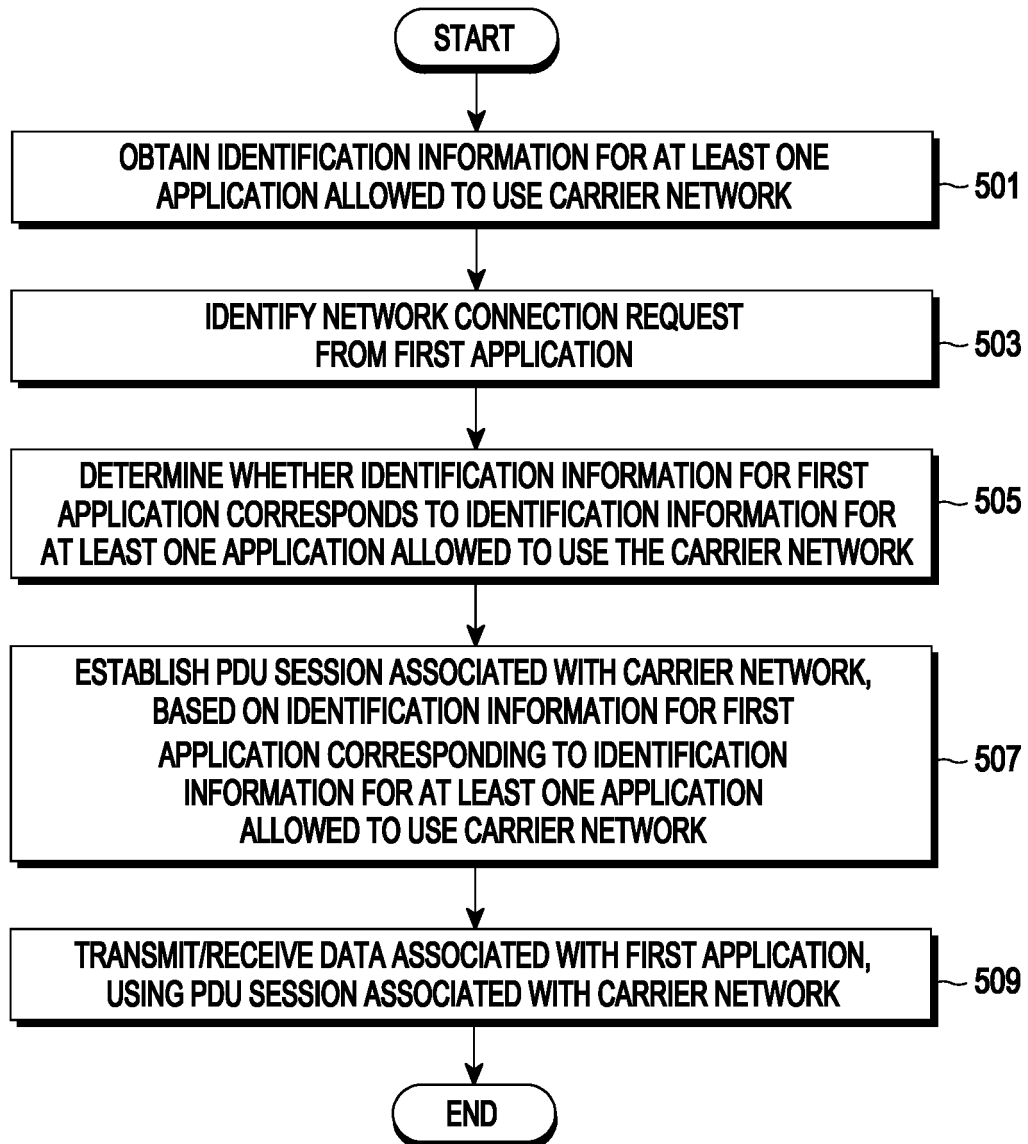 START
OBTAIN IDENTIFICATION INFORMATION FOR AT LEAST ONE
APPLICATION ALLOWED TO USE CARRIER NETWORK
501
IDENTIFY NETWORK CONNECTION REQUEST
FROM FIRST APPLICATION
503
DETERMINE WHETHER IDENTIFICATION INFORMATION FOR FIRST
APPLICATION CORRESPONDS TO IDENTIFICATION INFORMATION FOR
AT LEAST ONE APPLICATION ALLOWED TO USE THE CARRIER NETWORK
505
ESTABLISH PDU SESSION ASSOCIATED WITH CARRIER NETWORK,
BASED ON IDENTIFICATION INFORMATION FOR FIRST
APPLICATION CORRESPONDING TO IDENTIFICATION
INFORMATION FOR AT LEAST ONE APPLICATION
ALLOWED TO USE CARRIER NETWORK
507
TRANSMIT/RECEIVE DATA ASSOCIATED WITH FIRST APPLICATION,
USING PDU SESSION ASSOCIATED WITH CARRIER NETWORK
509
END